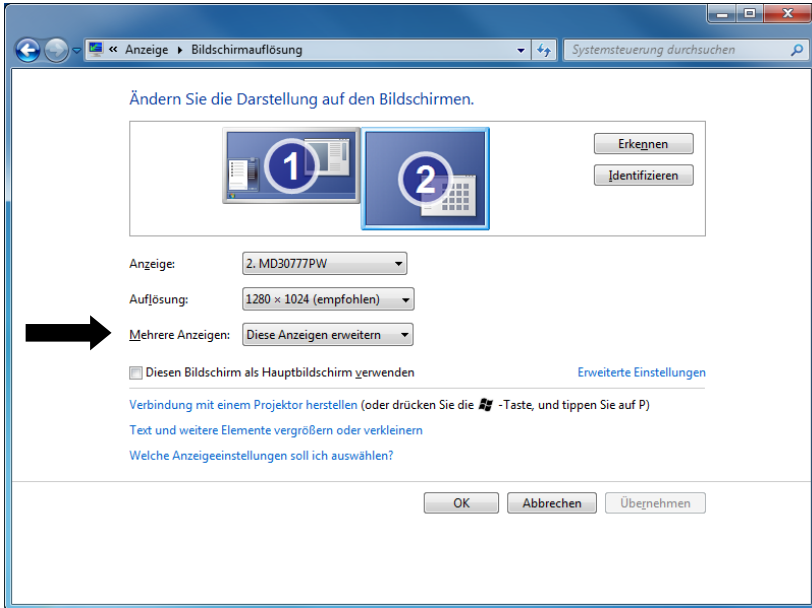 « Anzeige ▸ Bildschirmauflösung
Systemsteuerung durchsuchen
Ändern Sie die Darstellung auf den Bildschirmen.
1
2
Erkennen
Identifizieren
Anzeige: 2. MD30777PW
Auflösung: 1280 × 1024 (empfohlen)
Mehrere Anzeigen: Diese Anzeigen erweitern
Diesen Bildschirm als Hauptbildschirm verwenden
Erweiterte Einstellungen
Verbindung mit einem Projektor herstellen (oder drücken Sie die -Taste, und tippen Sie auf P)
Text und weitere Elemente vergrößern oder verkleinern
Welche Anzeigeeinstellungen soll ich auswählen?
OK Abbrechen Übernehmen